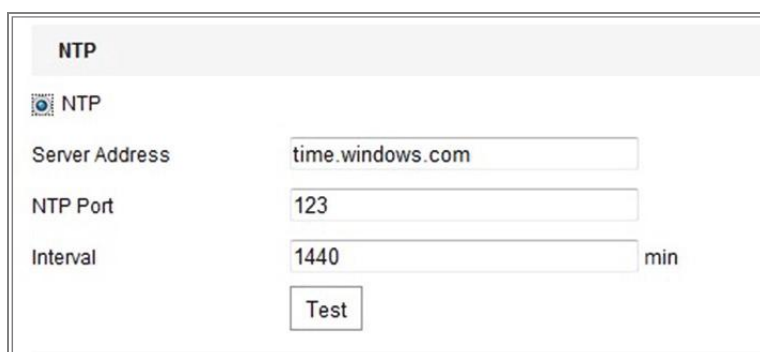 NTP
NTP
Server Address time.windows.com
NTP Port 123
Interval 1440 min
Test